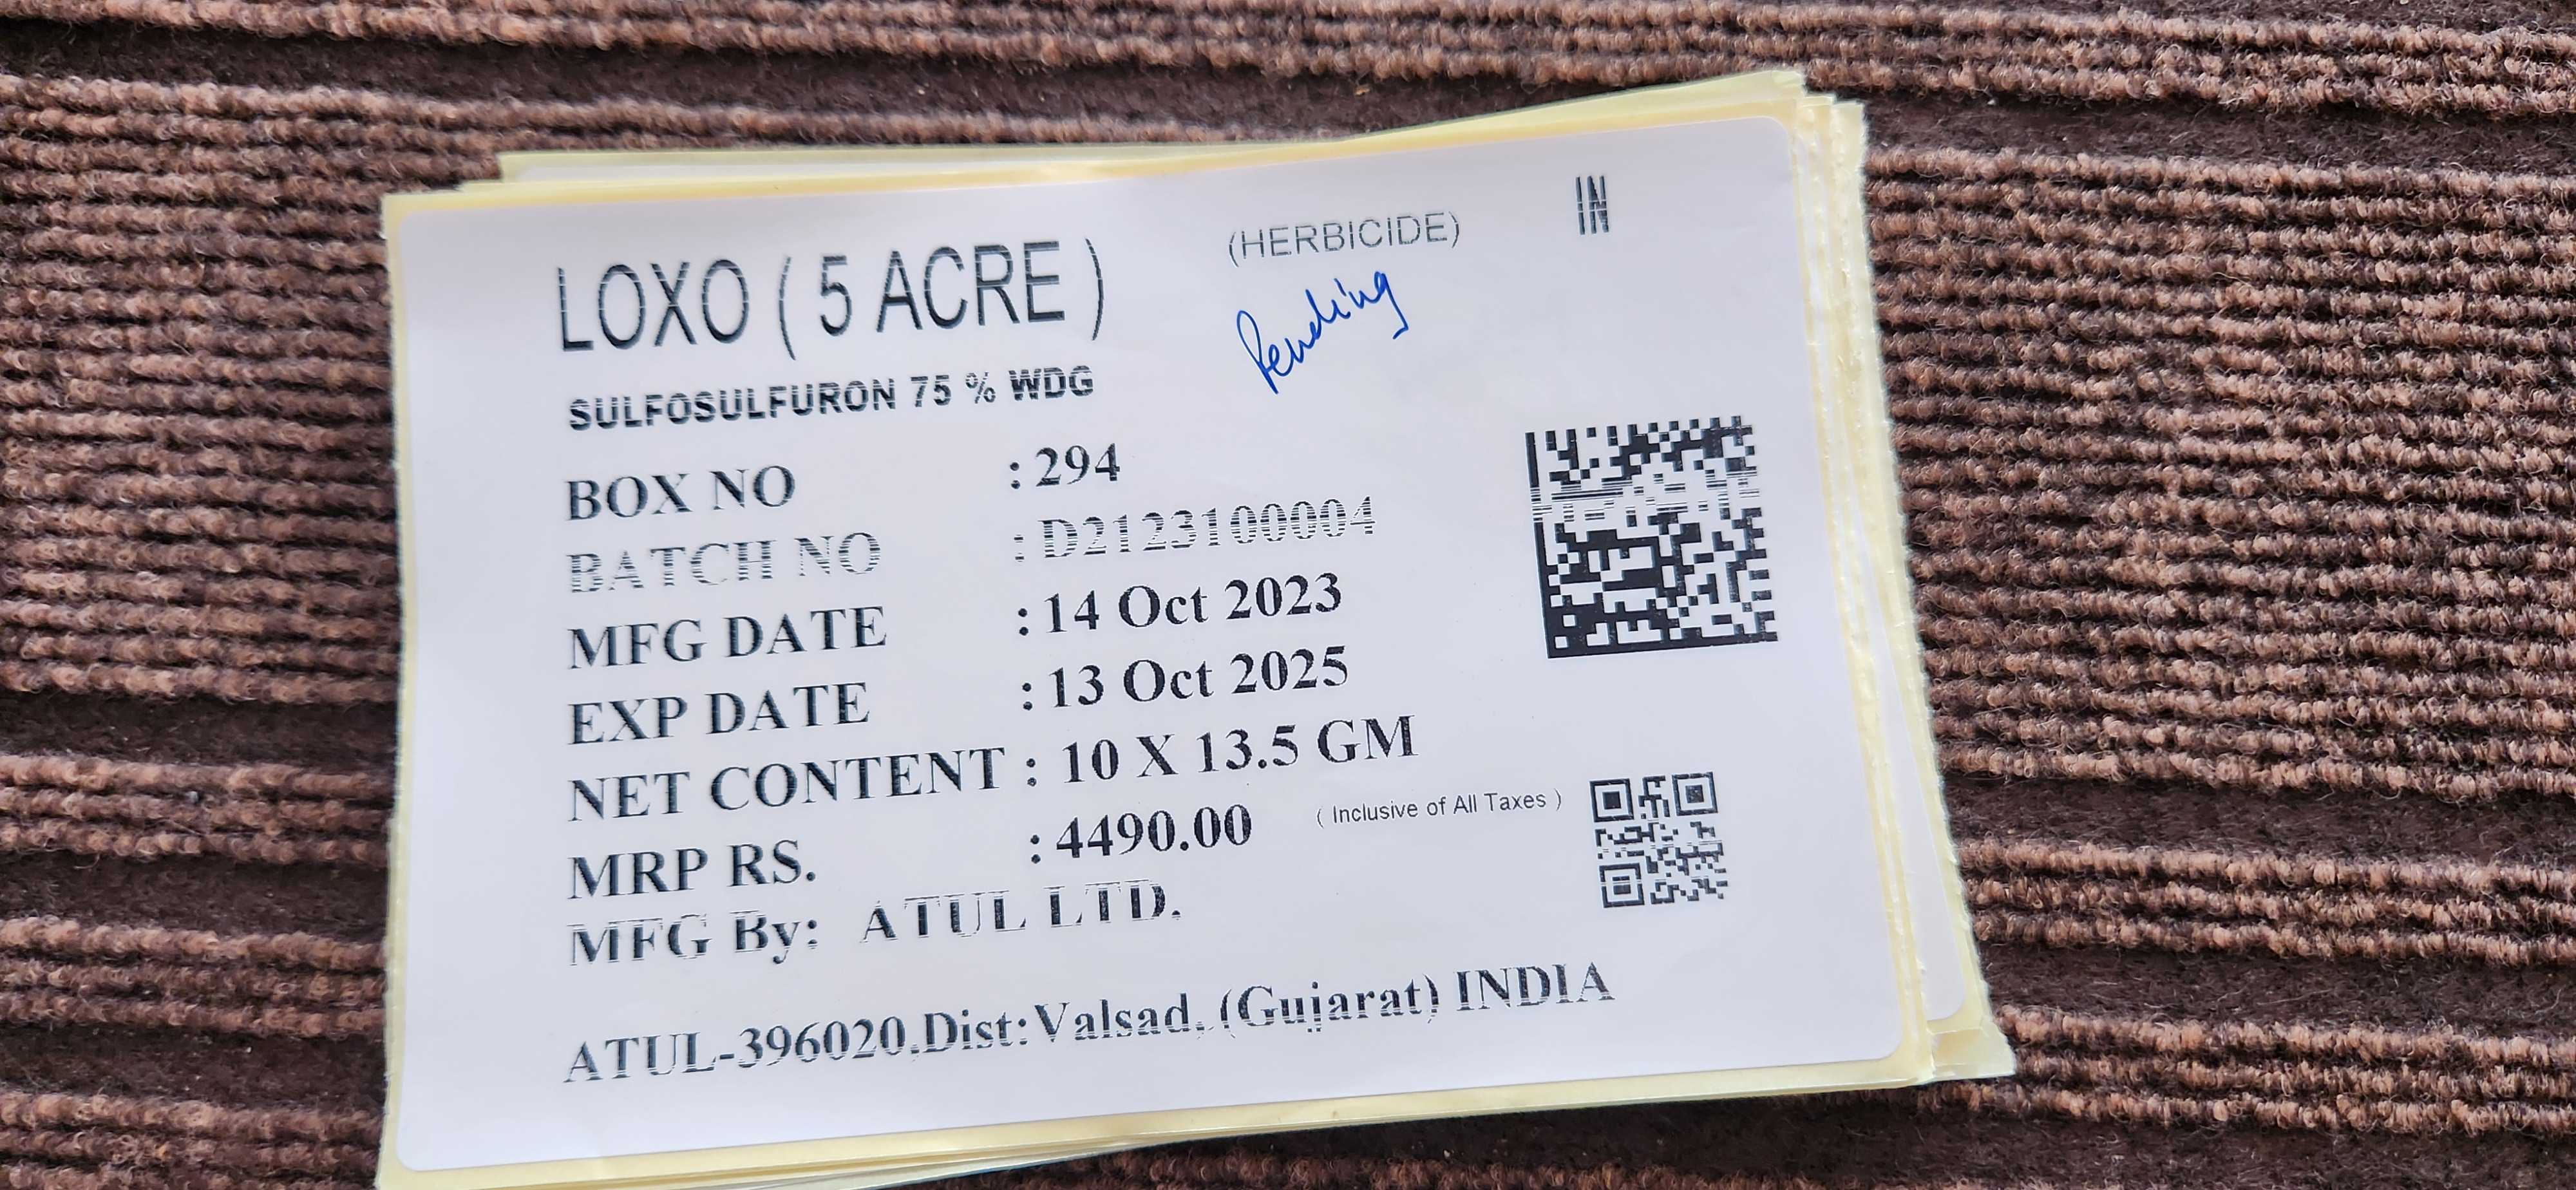 LOXO ( 5 ACRE ) (HERBICIDE) IN
Pending
SULFOSULFURON 75 % WDG
BOX NO : 294
BATCH NO : D2123100004
MFG DATE : 14 Oct 2023
EXP DATE : 13 Oct 2025
NET CONTENT : 10 X 13.5 GM
MRP RS. : 4490.00 ( Inclusive of All Taxes )
MFG By: ATUL LTD.
ATUL-396020,Dist:Valsad, (Gujarat) INDIA